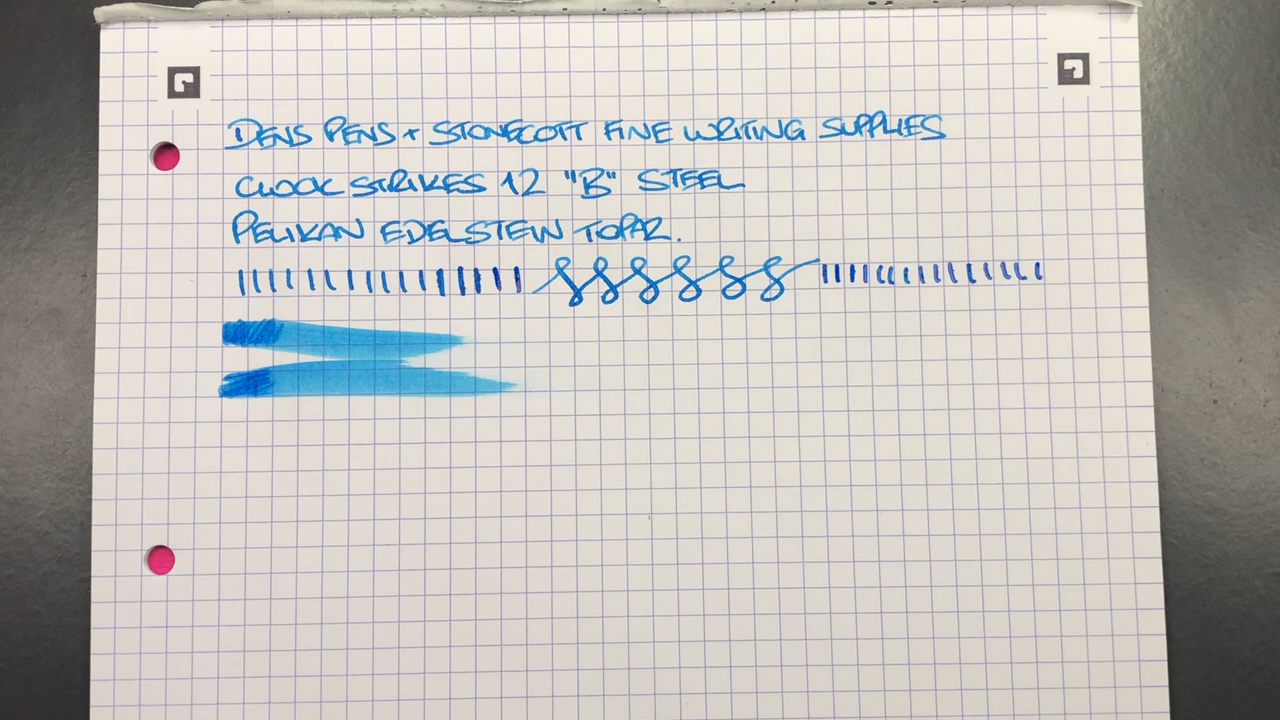 DENS PENS + STONECOTT FINE WRITING SUPPLIES
CLOCK STRIKES 12 "B" STEEL
PELIKAN EDELSTEIN TOPAZ.